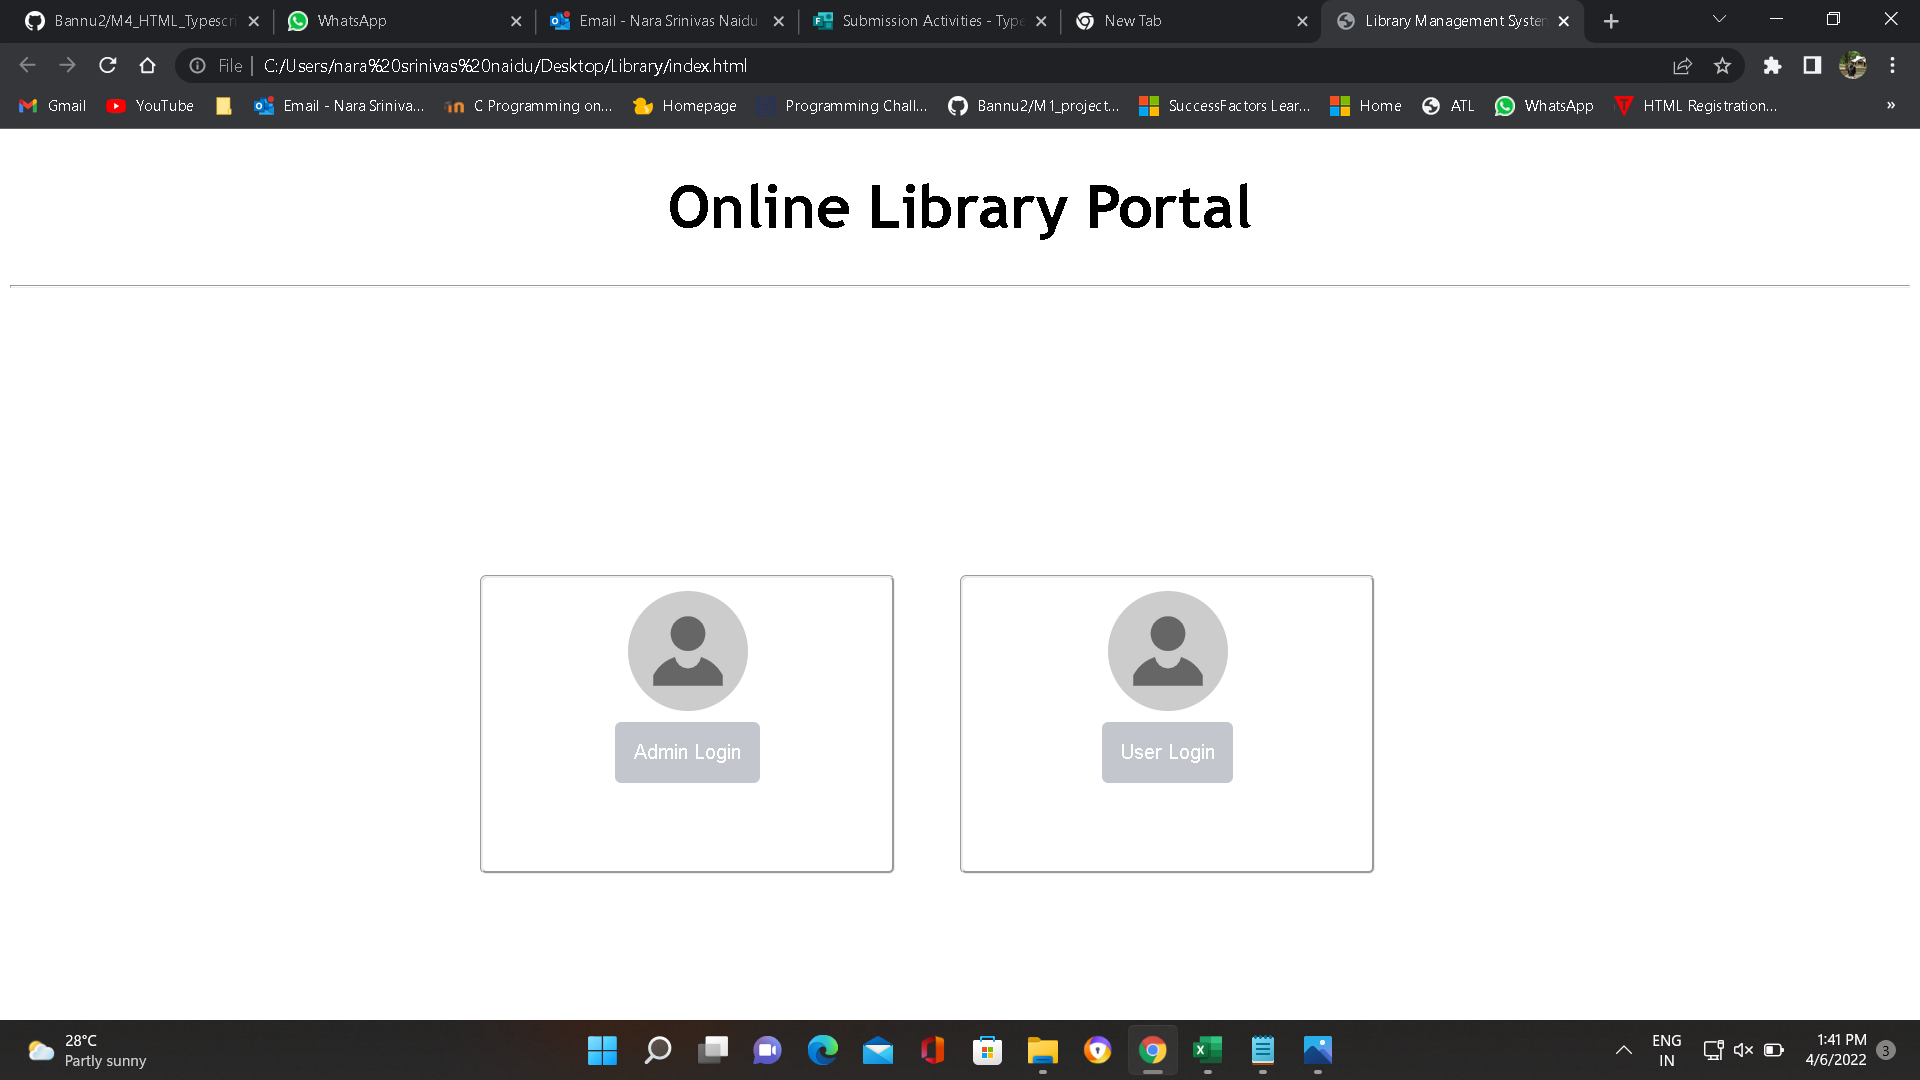 Bannu2/M4_HTML_Typescri
WhatsApp
Email - Nara Srinivas Naidu
Submission Activities - Type
New Tab
Library Management System
File | C:/Users/nara%20srinivas%20naidu/Desktop/Library/index.html
Gmail
YouTube
Email - Nara Sriniva...
C Programming on...
Homepage
Programming Chall...
Bannu2/M1_project...
SuccessFactors Lear...
Home
ATL
WhatsApp
HTML Registration...
»
Online Library Portal
Admin Login
User Login
28°C
Partly sunny
ENG
IN
1:41 PM
4/6/2022
3